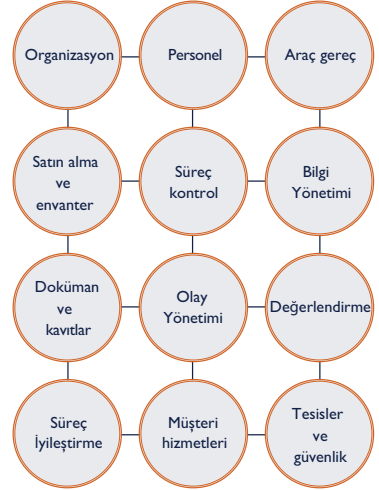 Organizasyon
Personel
Araç gereç
Satın alma
ve
envanter
Süreç
kontrol
Bilgi
Yönetimi
Doküman
ve
kavıtlar
Olay
Yönetimi
Değerlendirme
Süreç
İyileştirme
Müşteri
hizmetleri
Tesisler
ve
güvenlik